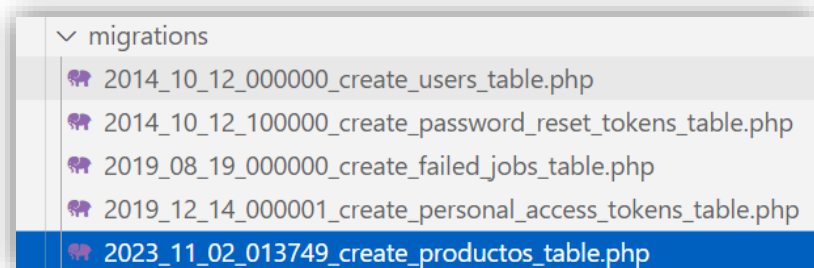 migrations
2014_10_12_000000_create_users_table.php
2014_10_12_100000_create_password_reset_tokens_table.php
2019_08_19_000000_create_failed_jobs_table.php
2019_12_14_000001_create_personal_access_tokens_table.php
2023_11_02_013749_create_productos_table.php